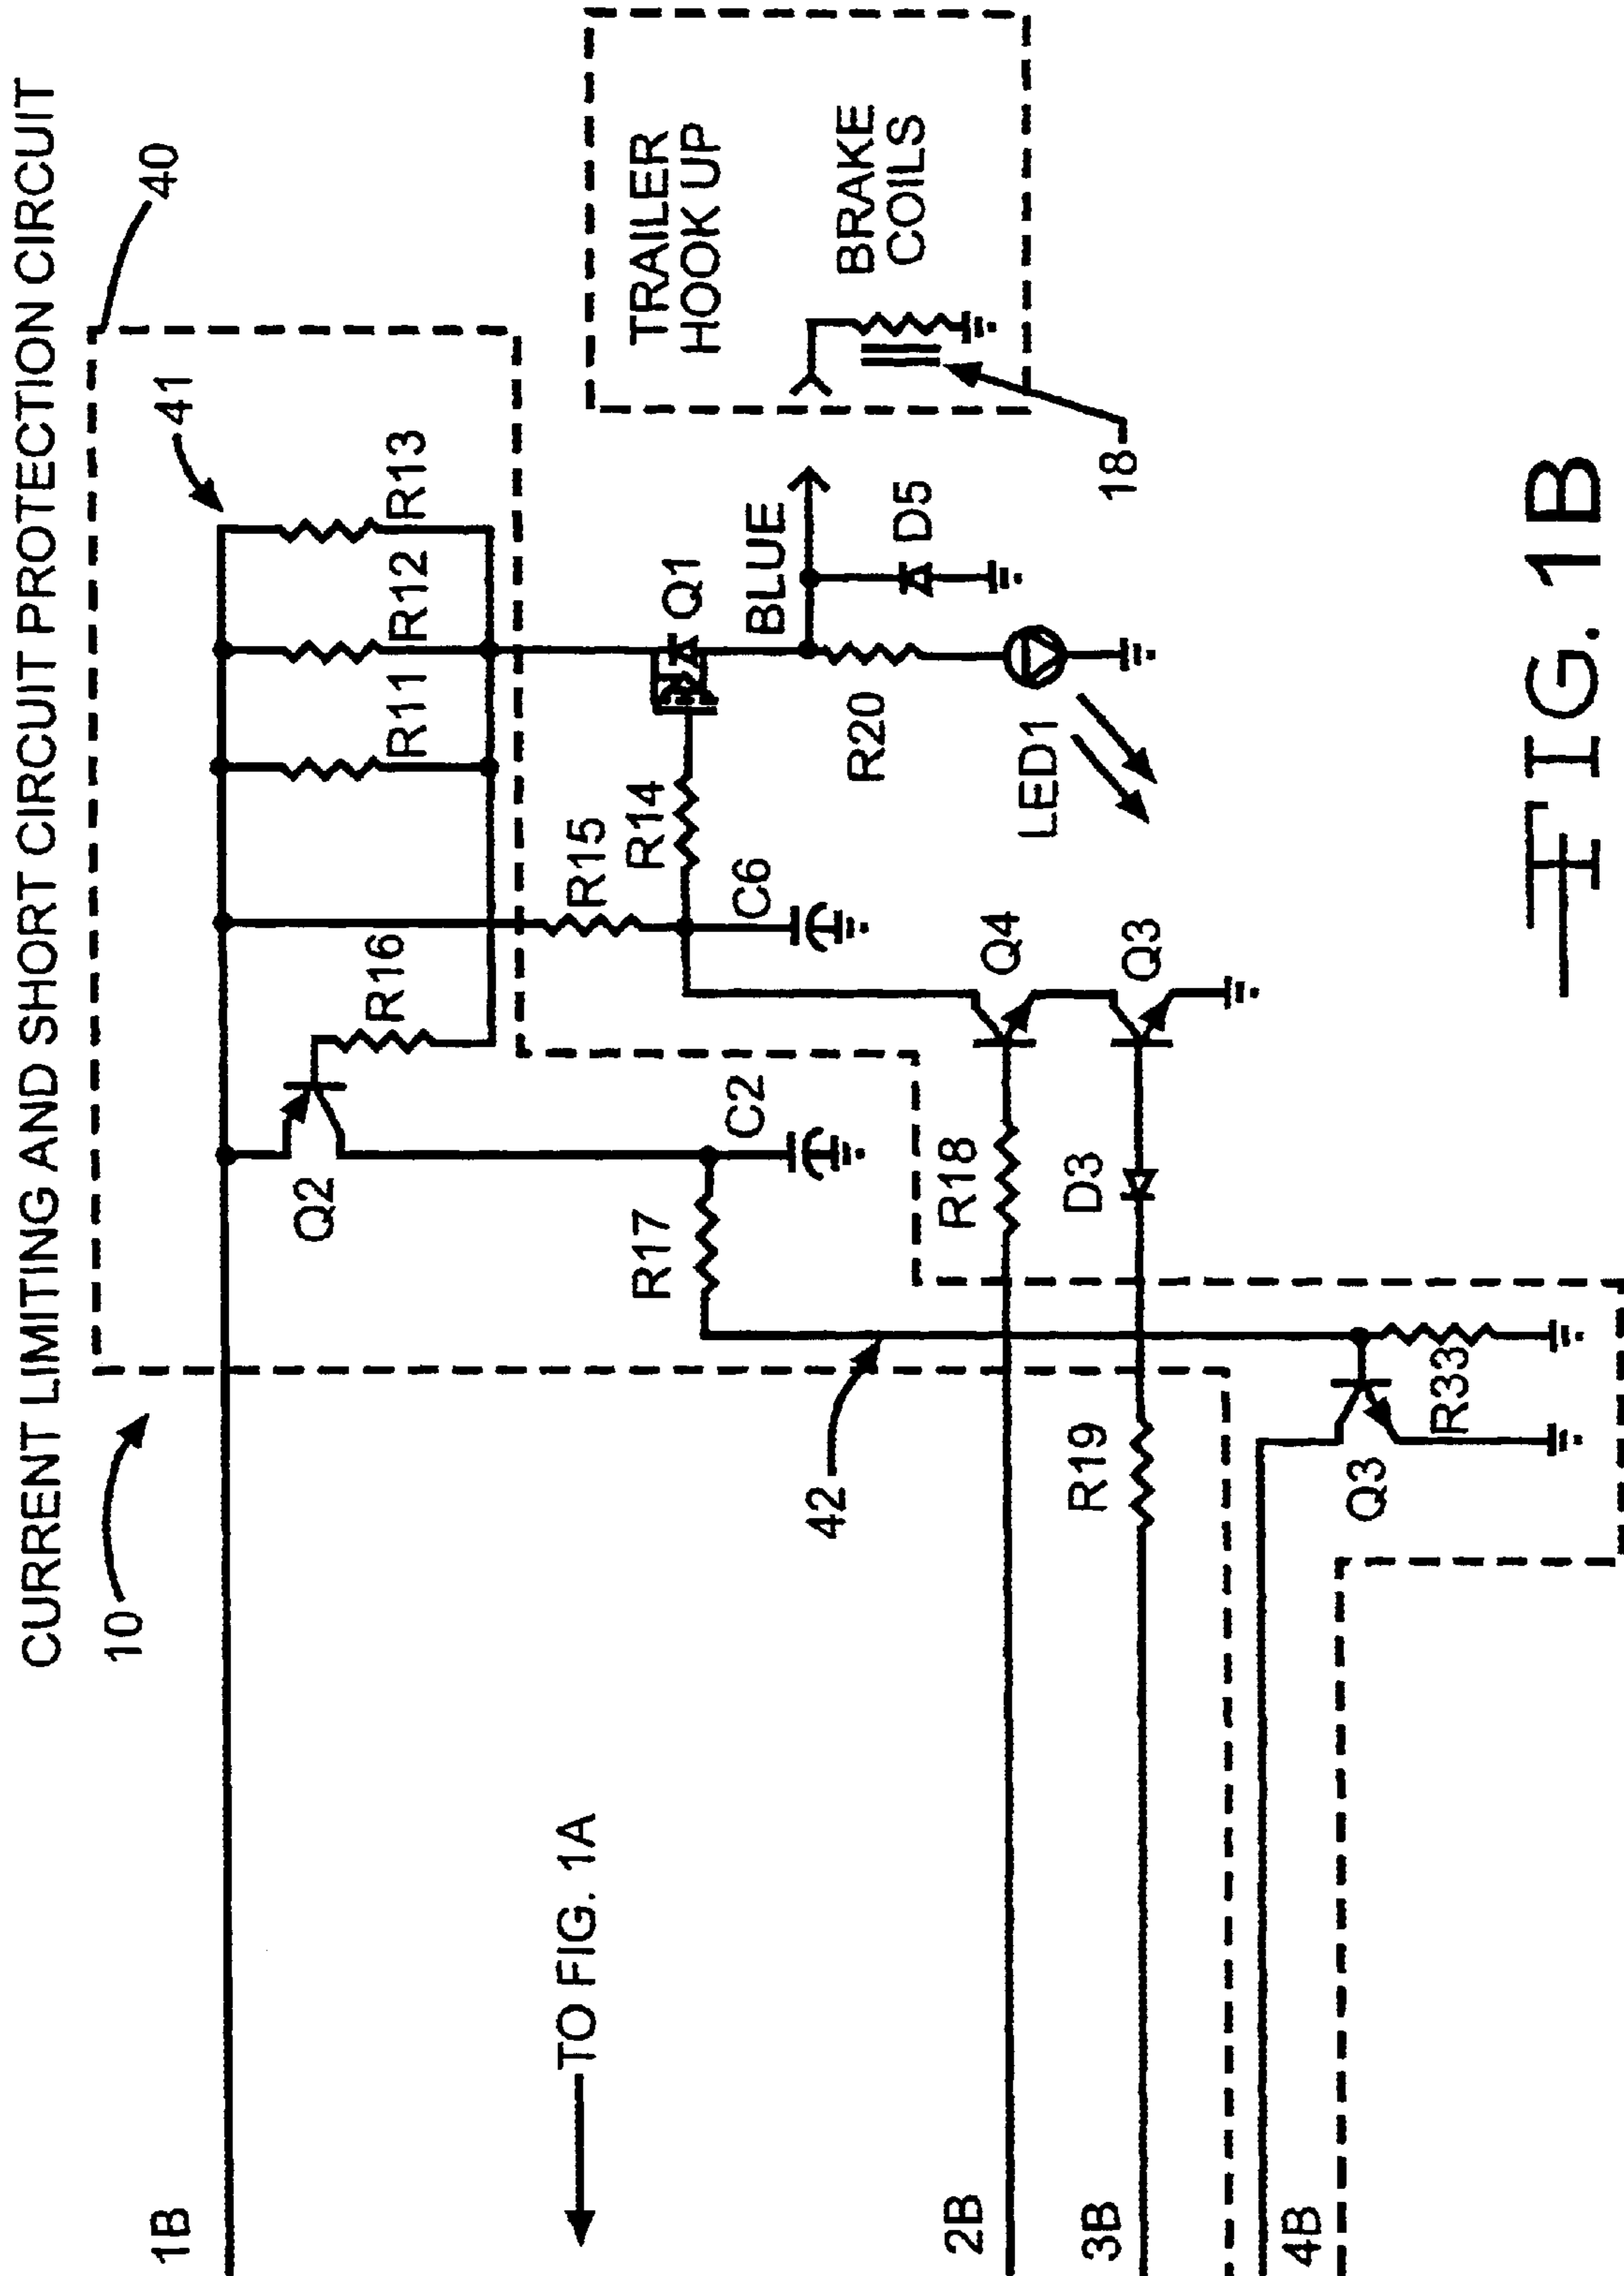 CURRENT LIMITING AND SHORT CIRCUIT PROTECTION CIRCUIT
10
40
41
1B
Q2
R16
R11
R12
R13
TRAILER
HOOK UP
BRAKE
COILS
18
TO FIG. 1A
R17
C2
R15
R14
C6
Q1
BLUE
D5
R20
LED1
42
R18
Q4
2B
D3
Q3
R19
3B
4B
Q3
R33
FIG. 1B